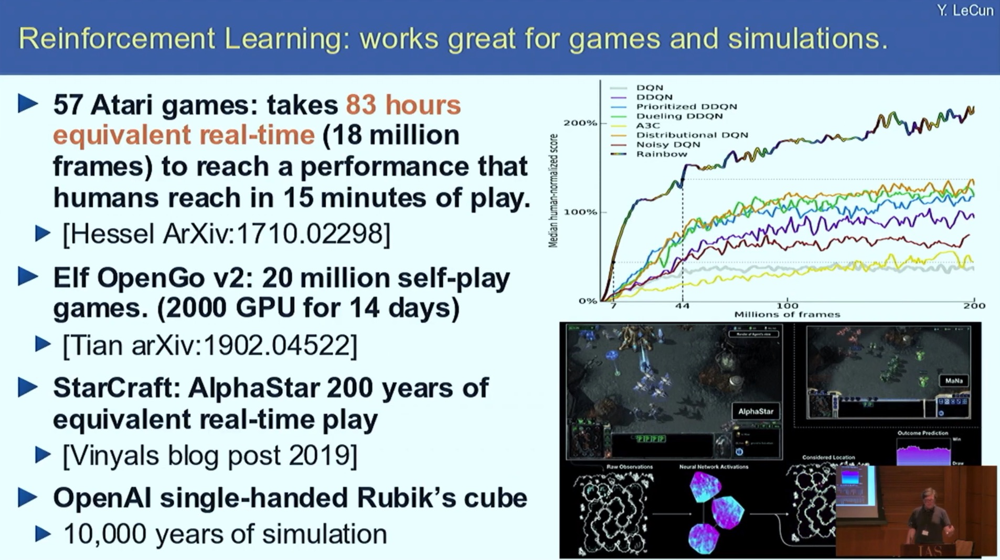 Y. LeCun
Reinforcement Learning: works great for games and simulations.
57 Atari games: takes 83 hours
equivalent real-time (18 million
frames) to reach a performance that
humans reach in 15 minutes of play.
[Hessel ArXiv:1710.02298]
Elf OpenGo v2: 20 million self-play
games. (2000 GPU for 14 days)
[Tian arXiv:1902.04522]
StarCraft: AlphaStar 200 years of
equivalent real-time play
[Vinyals blog post 2019]
OpenAI single-handed Rubik’s cube
10,000 years of simulation
DQN
DDQN
Prioritized DDQN
Dueling DDQN
A3C
Distributional DQN
Noisy DQN
Rainbow
Median human-normalized score
200%
100%
0%
7 44 100 200
Millions of frames
Render of Agent's view
AlphaStar
MaNa
Outcome Prediction
Win
Draw
Raw Observations
Neural Network Activations
Considered Location
IAS